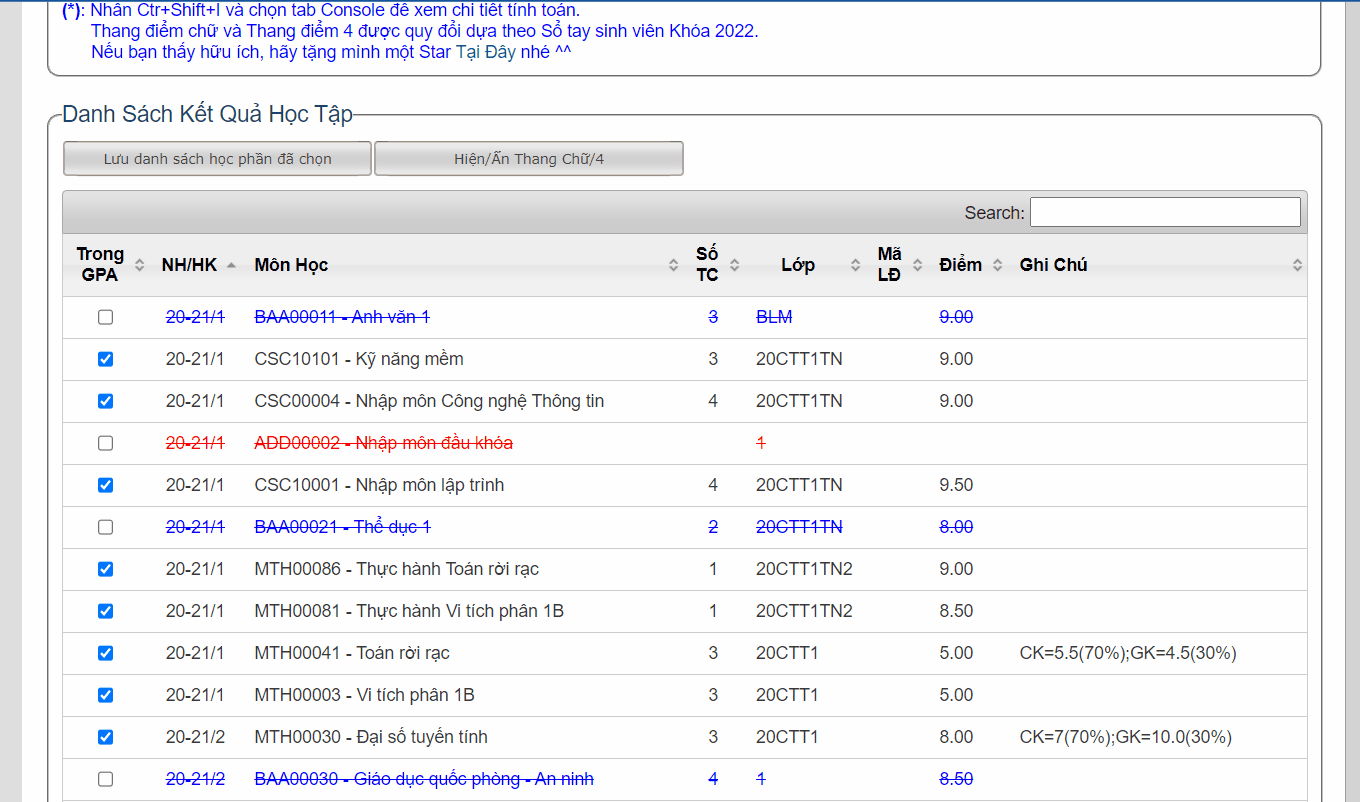 (*): Nhấn Ctr+Shift+I và chọn tab Console để xem chi tiết tính toán.
Thang điểm chữ và Thang điểm 4 được quy đổi dựa theo Sổ tay sinh viên Khóa 2022.
Nếu bạn thấy hữu ích, hãy tặng mình một Star Tại Đây nhé ^^
Danh Sách Kết Quả Học Tập
Lưu danh sách học phần đã chọn Hiện/Ẩn Thang Chữ/4
Search:
Trong GPA NH/HK Môn Học Số TC Lớp Mã LĐ Điểm Ghi Chú
20-21/1 BAA00011 - Anh văn 1 3 BLM 9.00
20-21/1 CSC10101 - Kỹ năng mềm 3 20CTT1TN 9.00
20-21/1 CSC00004 - Nhập môn Công nghệ Thông tin 4 20CTT1TN 9.00
20-21/1 ADD00002 - Nhập môn đầu khóa 1
20-21/1 CSC10001 - Nhập môn lập trình 4 20CTT1TN 9.50
20-21/1 BAA00021 - Thể dục 1 2 20CTT1TN 8.00
20-21/1 MTH00086 - Thực hành Toán rời rạc 1 20CTT1TN2 9.00
20-21/1 MTH00081 - Thực hành Vi tích phân 1B 1 20CTT1TN2 8.50
20-21/1 MTH00041 - Toán rời rạc 3 20CTT1 5.00 CK=5.5(70%);GK=4.5(30%)
20-21/1 MTH00003 - Vi tích phân 1B 3 20CTT1 5.00
20-21/2 MTH00030 - Đại số tuyến tính 3 20CTT1 8.00 CK=7(70%);GK=10.0(30%)
20-21/2 BAA00030 - Giáo dục quốc phòng - An ninh 4 1 8.50